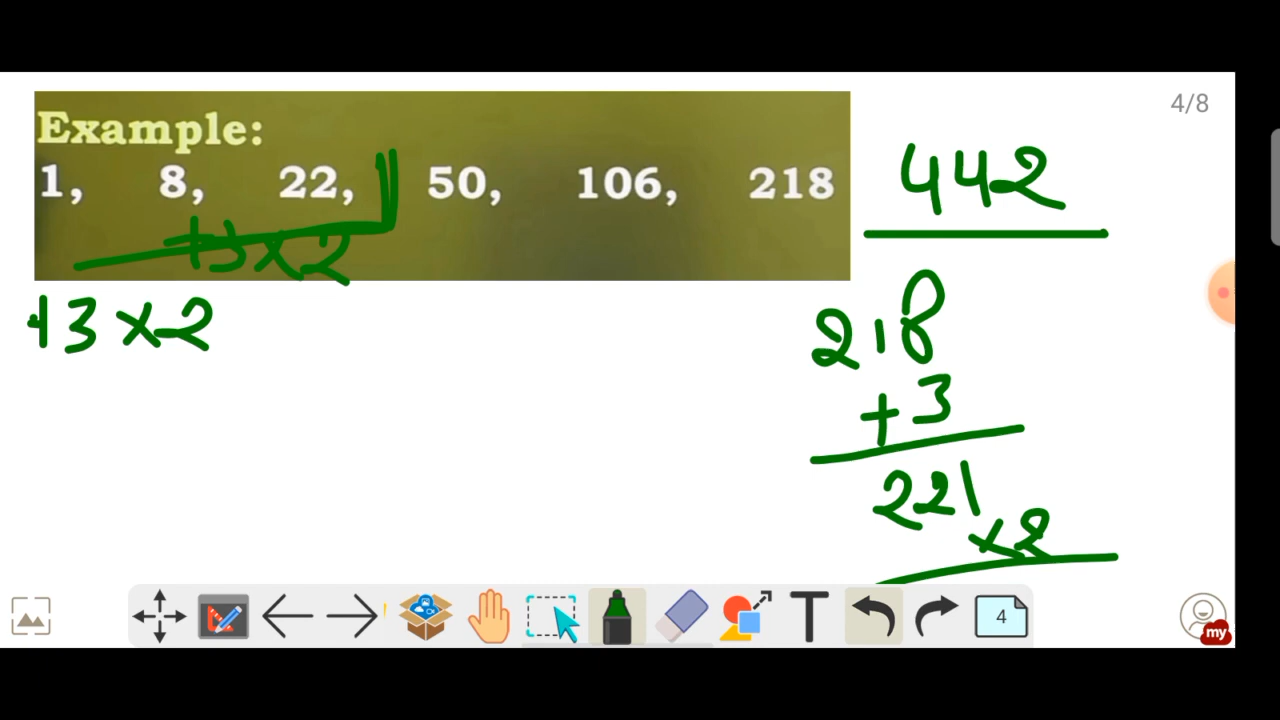 4/8
Example:
1, 8, 22, 50, 106, 218
442
+3×2
+3×2
218
+3
221
×2
T
4
my